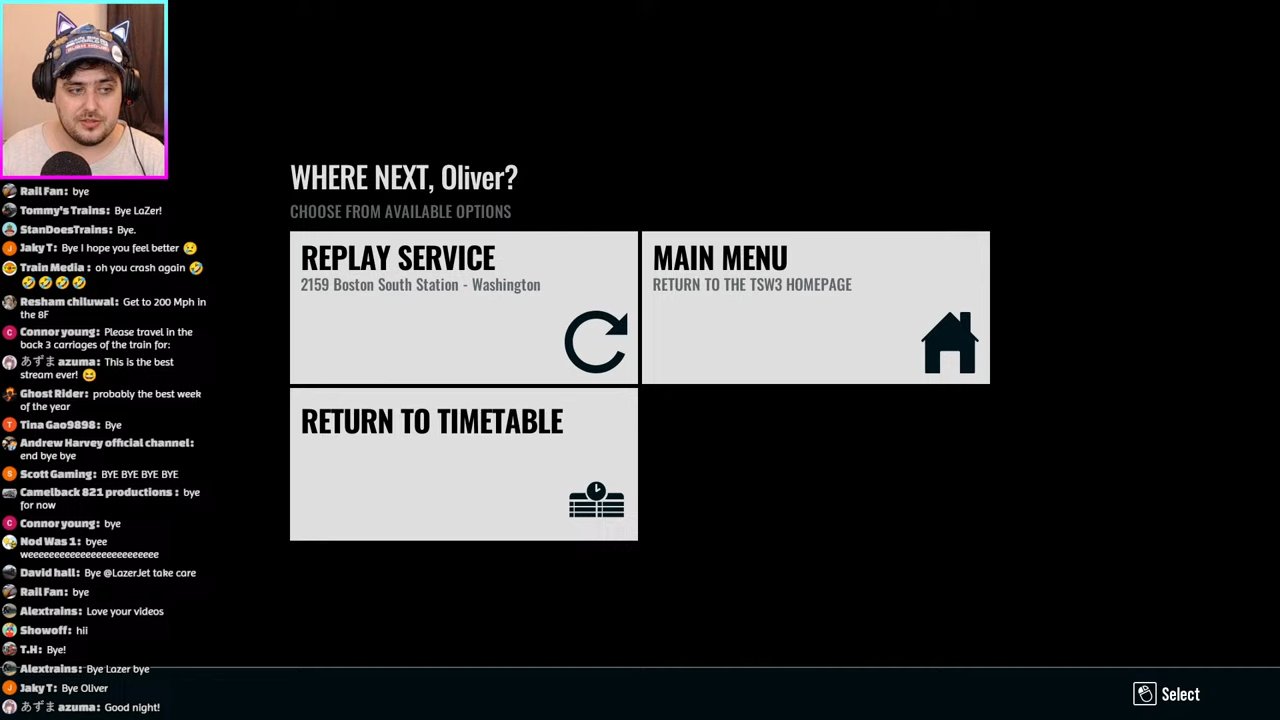 Rail Fan: bye
Tommy's Trains: Bye LaZer!
StanDoesTrains: Bye.
Jaky T: Bye I hope you feel better 😢
Train Media: oh you crash again 🤣
🤣🤣🤣🤣
Resham chiluwal: Get to 200 Mph in
the 8F
Connor young: Please travel in the
back 3 carriages of the train for:
あずま azuma: This is the best
stream ever! 😆
Ghost Rider: probably the best week
of the year
Tina Gao9898: Bye
Andrew Harvey official channel:
end bye bye
Scott Gaming: BYE BYE BYE BYE
Camelback 821 productions: bye
for now
Connor young: bye
Nod Was 1: byee
weeeeeeeeeeeeeeeeeeeeeeeee
David hall: Bye @LazerJet take care
Rail Fan: bye
Alextrains: Love your videos
Showoff: hii
T.H: Bye!
Alextrains: Bye Lazer bye
Jaky T: Bye Oliver
あずま azuma: Good night!
WHERE NEXT, Oliver?
CHOOSE FROM AVAILABLE OPTIONS
REPLAY SERVICE
2159 Boston South Station - Washington
MAIN MENU
RETURN TO THE TSW3 HOMEPAGE
RETURN TO TIMETABLE
Select